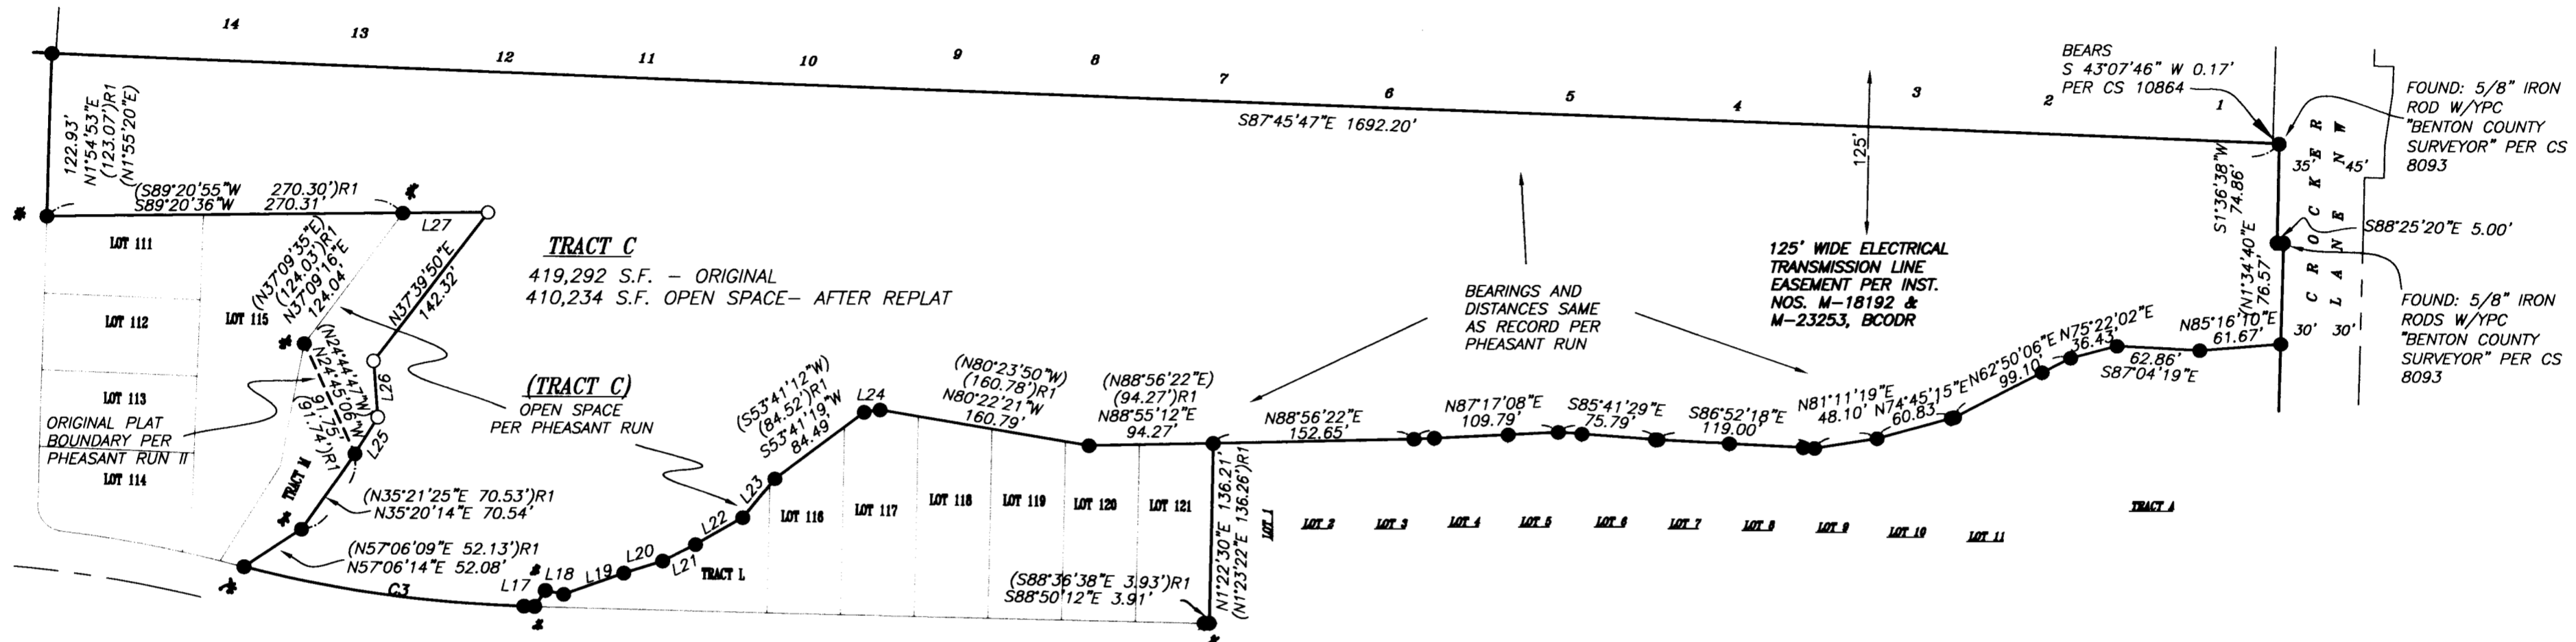 14
13
12
11
10
9
8
7
6
5
4
3
2
1
S87°45'47"E 1692.20'
122.93'
N1°54'53"E
(123.07')R1
(N1°55'20"E)
(S89°20'55"W 270.30')R1
S89°20'36"W 270.31'
L27
LOT 111
LOT 112
LOT 113
LOT 114
LOT 115
(N37°09'35"E)
(124.03')R1
N37°09'16"E
124.04'
N37°39'50"E
142.32'
(N24°44'47"W)
N24°45'06"W
91.75'
(91.74')R1
L26
L25
ORIGINAL PLAT
BOUNDARY PER
PHEASANT RUN II
TRACT M
(N35°21'25"E 70.53')R1
N35°20'14"E 70.54'
(N57°06'09"E 52.13')R1
N57°06'14"E 52.08'
C3
TRACT C
419,292 S.F. – ORIGINAL
410,234 S.F. OPEN SPACE– AFTER REPLAT
(TRACT C)
OPEN SPACE
PER PHEASANT RUN
L17
L18
L19
L20
L21
L22
L23
L24
TRACT L
(S53°41'12"W)
(84.52')R1
S53°41'19"W
84.49'
(N80°23'50"W)
(160.78')R1
N80°22'21"W
160.79'
(N88°56'22"E)
(94.27')R1
N88°55'12"E
94.27'
LOT 116
LOT 117
LOT 118
LOT 119
LOT 120
LOT 121
(S88°36'38"E 3.93')R1
S88°50'12"E 3.91'
N1°22'30"E 136.21'
(N1°23'22"E 136.26')R1
N88°56'22"E
152.65'
N87°17'08"E
109.79'
S85°41'29"E
75.79'
S86°52'18"E
119.00'
N81°11'19"E
48.10'
N74°45'15"E
60.83'
N62°50'06"E
99.10'
N75°22'02"E
36.43'
62.86'
S87°04'19"E
N85°16'10"E
61.67'
LOT 1
LOT 2
LOT 3
LOT 4
LOT 5
LOT 6
LOT 7
LOT 8
LOT 9
LOT 10
LOT 11
TRACT A
BEARINGS AND
DISTANCES SAME
AS RECORD PER
PHEASANT RUN
125'
125' WIDE ELECTRICAL
TRANSMISSION LINE
EASEMENT PER INST.
NOS. M–18192 &
M–23253, BCODR
BEARS
S 43°07'46" W 0.17'
PER CS 10864
S1°36'38"W
74.86'
(N1°34'40"E
76.57'
35'
45'
CROCKER
LANE NW
30'
30'
FOUND: 5/8" IRON
ROD W/YPC
"BENTON COUNTY
SURVEYOR" PER CS
8093
S88°25'20"E 5.00'
FOUND: 5/8" IRON
RODS W/YPC
"BENTON COUNTY
SURVEYOR" PER CS
8093